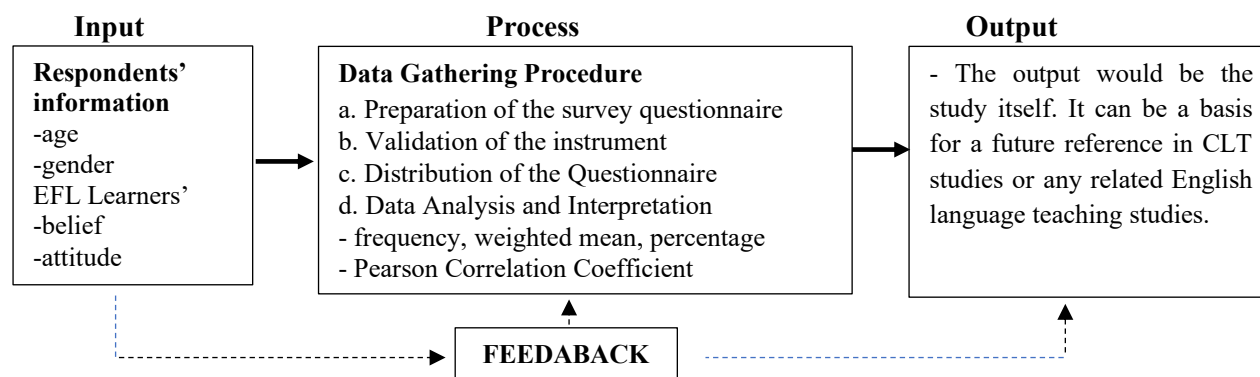 Input
Respondents’
information
-age
-gender
EFL Learners’
-belief
-attitude
Process
Data Gathering Procedure
a. Preparation of the survey questionnaire
b. Validation of the instrument
c. Distribution of the Questionnaire
d. Data Analysis and Interpretation
- frequency, weighted mean, percentage
- Pearson Correlation Coefficient
Output
- The output would be the
study itself. It can be a basis
for a future reference in CLT
studies or any related English
language teaching studies.
FEEDABACK